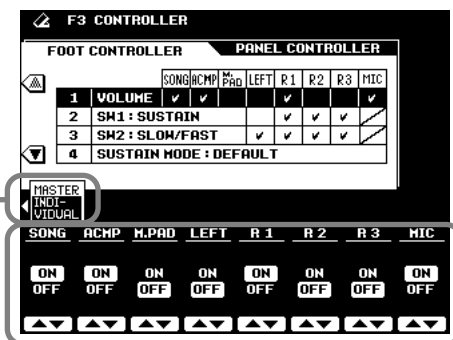 F3 CONTROLLER
FOOT CONTROLLER PANEL CONTROLLER
SONG ACMP M. PAD LEFT R1 R2 R3 MIC
1 VOLUME ✔ ✔ ✔ ✔
2 SW1 : SUSTAIN ✔ ✔ ✔
3 SW2 : SLOW/FAST ✔ ✔ ✔ ✔
4 SUSTAIN MODE : DEFAULT
MASTER
INDI-
VIDUAL
SONG ACMP M.PAD LEFT R 1 R 2 R 3 MIC
ON ON ON ON ON ON ON ON
OFF OFF OFF OFF OFF OFF OFF OFF